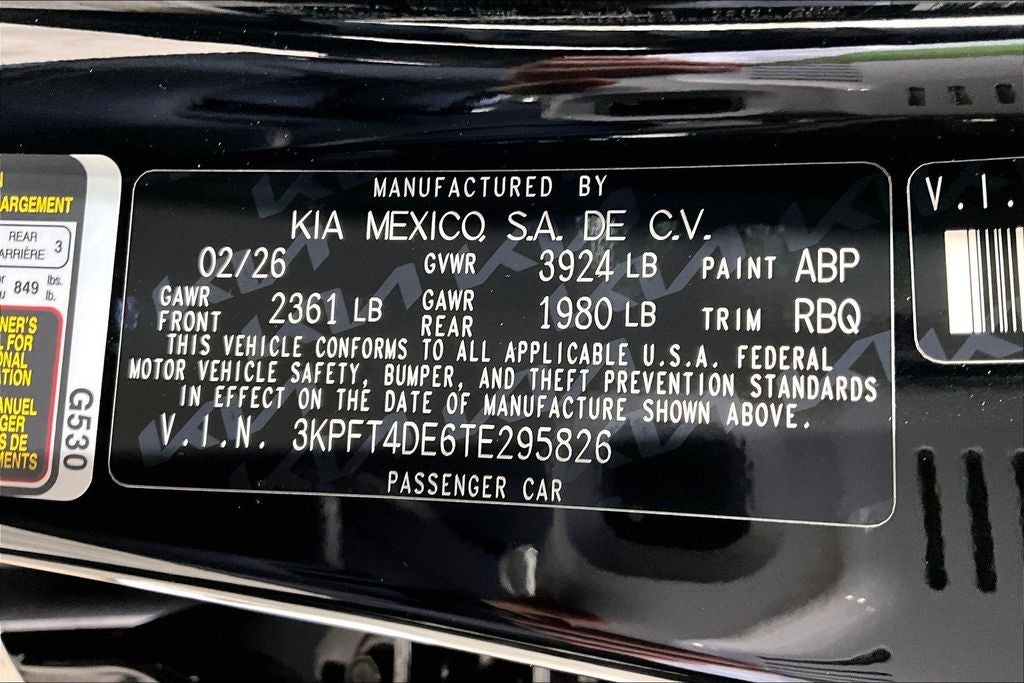 MANUFACTURED BY
KIA MEXICO, S.A. DE C.V.
02/26 GVWR 3924 LB PAINT ABP
GAWR FRONT 2361 LB GAWR REAR 1980 LB TRIM RBQ
THIS VEHICLE CONFORMS TO ALL APPLICABLE U.S.A. FEDERAL
MOTOR VEHICLE SAFETY, BUMPER, AND THEFT PREVENTION STANDARDS
IN EFFECT ON THE DATE OF MANUFACTURE SHOWN ABOVE.
V.I.N. 3KPFT4DE6TE295826
PASSENGER CAR
REAR
ARRIÈRE 3
849 lbs.
lb.
G530
V.I.